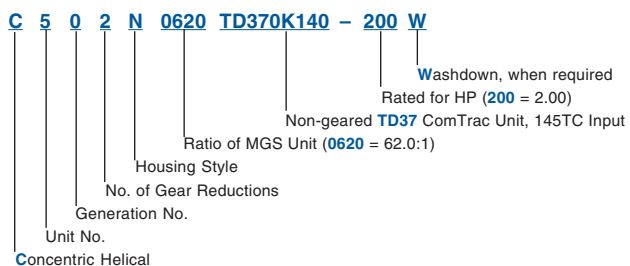 C 5 0 2 N 0620 TD370K140 – 200 W
Washdown, when required
Rated for HP (200 = 2.00)
Non-geared TD37 ComTrac Unit, 145TC Input
Ratio of MGS Unit (0620 = 62.0:1)
Housing Style
No. of Gear Reductions
Generation No.
Unit No.
Concentric Helical